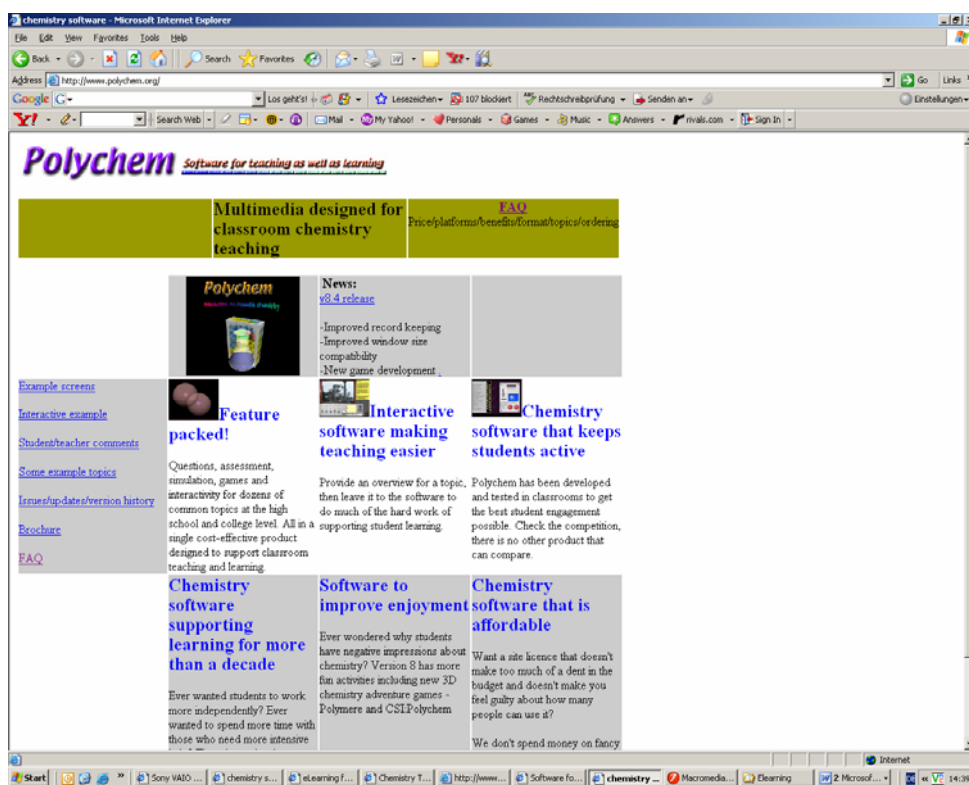 chemistry software - Microsoft Internet Explorer
File Edit View Favorites Tools Help
Back Search Favorites
Address http://www.polychem.org/ Go Links
Google G Los geht's! Lesezeichen 107 blockiert Rechtschreibprüfung Senden an Einstellungen
Y! Search Web Mail My Yahoo! Personals Games Music Answers rivals.com Sign In
Polychem Software for teaching as well as learning
Multimedia designed for
classroom chemistry
teaching
FAQ
Price/platforms/benefits/format/topics/ordering
Polychem
News:
v8.4 release
-Improved record keeping
-Improved window size
compatibility
-New game development .
Example screens
Interactive example
Student/teacher comments
Some example topics
Issues/updates/version history
Brochure
FAQ
Feature
packed!
Questions, assessment,
simulation, games and
interactivity for dozens of
common topics at the high
school and college level. All in a
single cost-effective product
designed to support classroom
teaching and learning.
Interactive
software making
teaching easier
Provide an overview for a topic,
then leave it to the software to
do much of the hard work of
supporting student learning.
Chemistry
software that keeps
students active
Polychem has been developed
and tested in classrooms to get
the best student engagement
possible. Check the competition,
there is no other product that
can compare.
Chemistry
software
supporting
learning for more
than a decade
Ever wanted students to work
more independently? Ever
wanted to spend more time with
those who need more intensive
Software to
improve enjoyment
Ever wondered why students
have negative impressions about
chemistry? Version 8 has more
fun activities including new 3D
chemistry adventure games -
Polymere and CSI:Polychem
Chemistry
software that is
affordable
Want a site licence that doesn't
make too much of a dent in the
budget and doesn't make you
feel guilty about how many
people can use it?
We don't spend money on fancy
Internet
Start Sony VAIO ... chemistry s... eLearning f... Chemistry T... http://www... Software fo... chemistry ... Macromedia... Elearning 2 Microsof... 14:39